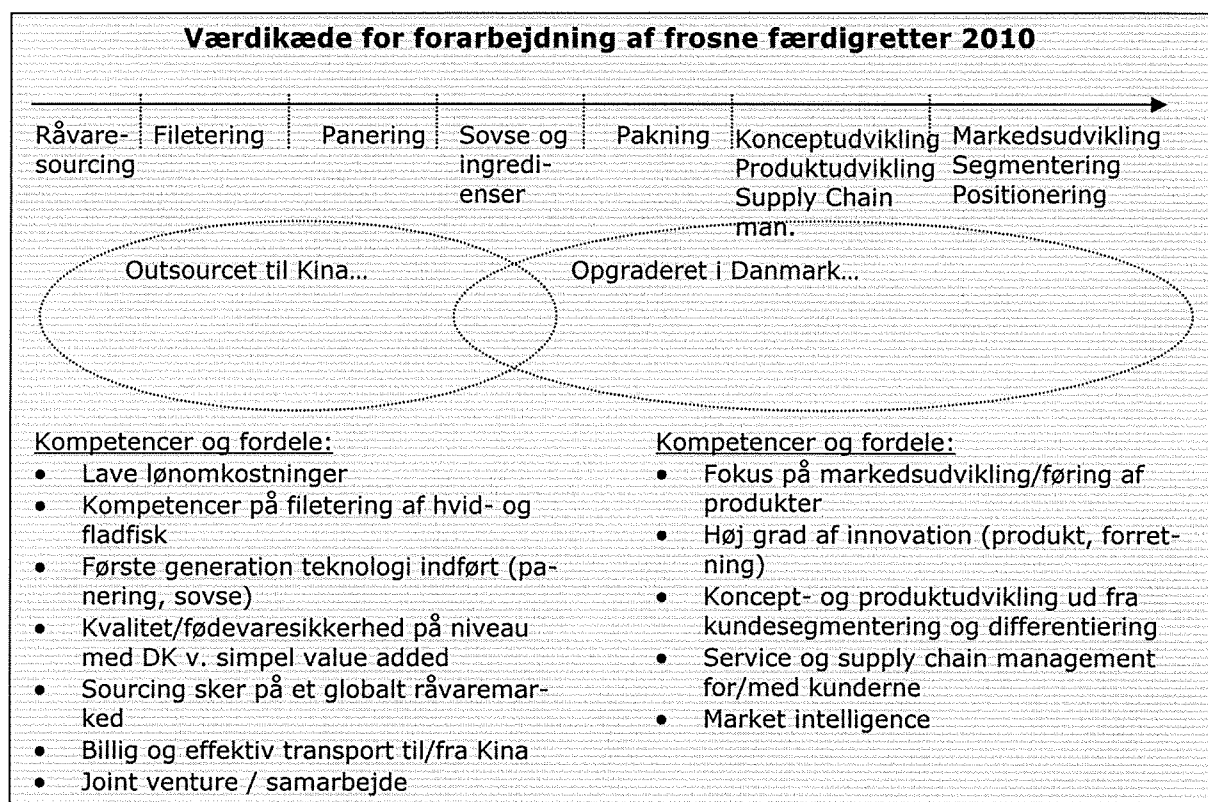 Værdikæde for forarbejdning af frosne færdigretter 2010
Råvare-
sourcing
Filetering
Panering
Sovse og
ingredi-
enser
Pakning
Konceptudvikling
Produktudvikling
Supply Chain
man.
Markedsudvikling
Segmentering
Positionering
Outsourcet til Kina…
Opgraderet i Danmark…
Kompetencer og fordele:
• Lave lønomkostninger
• Kompetencer på filetering af hvid- og
fladfisk
• Første generation teknologi indført (pa-
nering, sovse)
• Kvalitet/fødevaresikkerhed på niveau
med DK v. simpel value added
• Sourcing sker på et globalt råvaremar-
ked
• Billig og effektiv transport til/fra Kina
• Joint venture / samarbejde
Kompetencer og fordele:
• Fokus på markedsudvikling/føring af
produkter
• Høj grad af innovation (produkt, forret-
ning)
• Koncept- og produktudvikling ud fra
kundesegmentering og differentiering
• Service og supply chain management
for/med kunderne
• Market intelligence